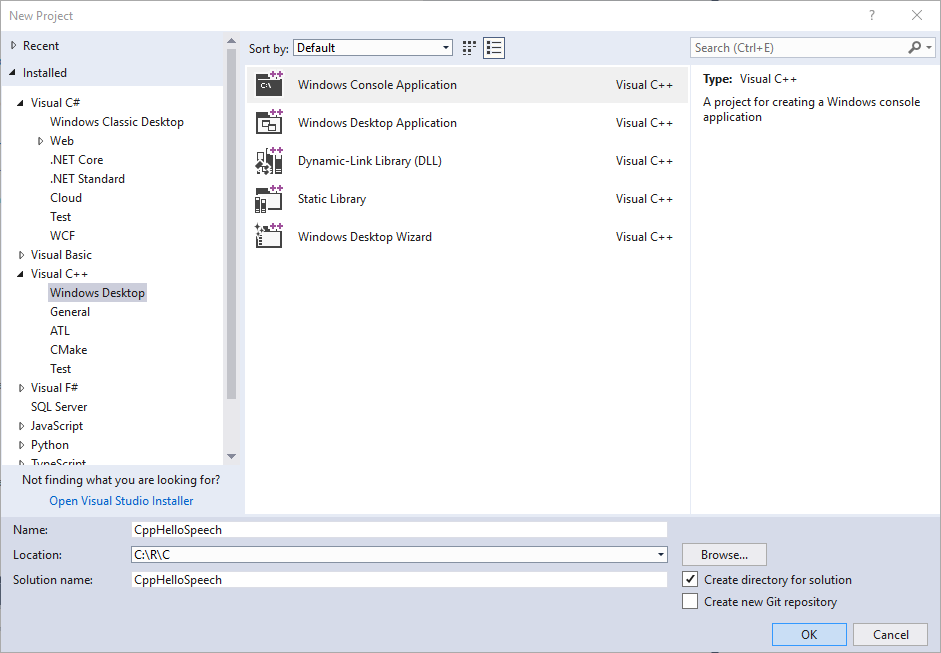 New Project
?
Recent
Installed
Visual C#
Windows Classic Desktop
Web
.NET Core
.NET Standard
Cloud
Test
WCF
Visual Basic
Visual C++
Windows Desktop
General
ATL
CMake
Test
Visual F#
SQL Server
JavaScript
Python
TypeScript
Not finding what you are looking for?
Open Visual Studio Installer
Sort by: Default
Windows Console Application Visual C++
Windows Desktop Application Visual C++
Dynamic-Link Library (DLL) Visual C++
Static Library Visual C++
Windows Desktop Wizard Visual C++
Search (Ctrl+E)
Type: Visual C++
A project for creating a Windows console
application
Name: CppHelloSpeech
Location: C:\R\C
Browse...
Solution name: CppHelloSpeech
Create directory for solution
Create new Git repository
OK
Cancel